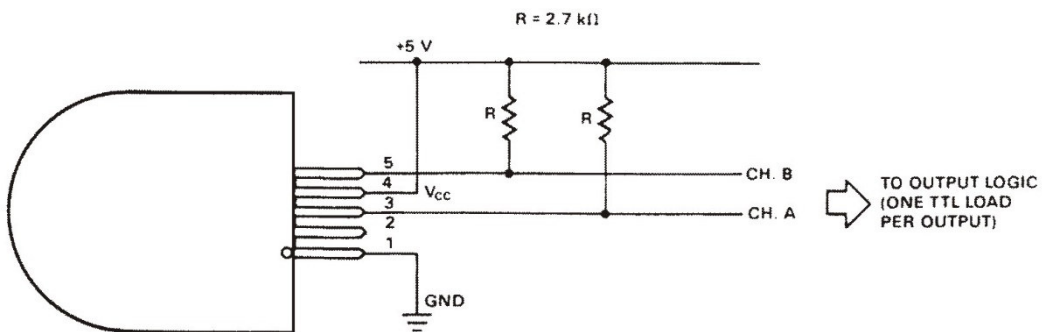 R = 2.7 kΩ
+5 V
R
R
5
CH. B
4
VCC
3
CH. A
2
1
GND
TO OUTPUT LOGIC
(ONE TTL LOAD
PER OUTPUT)